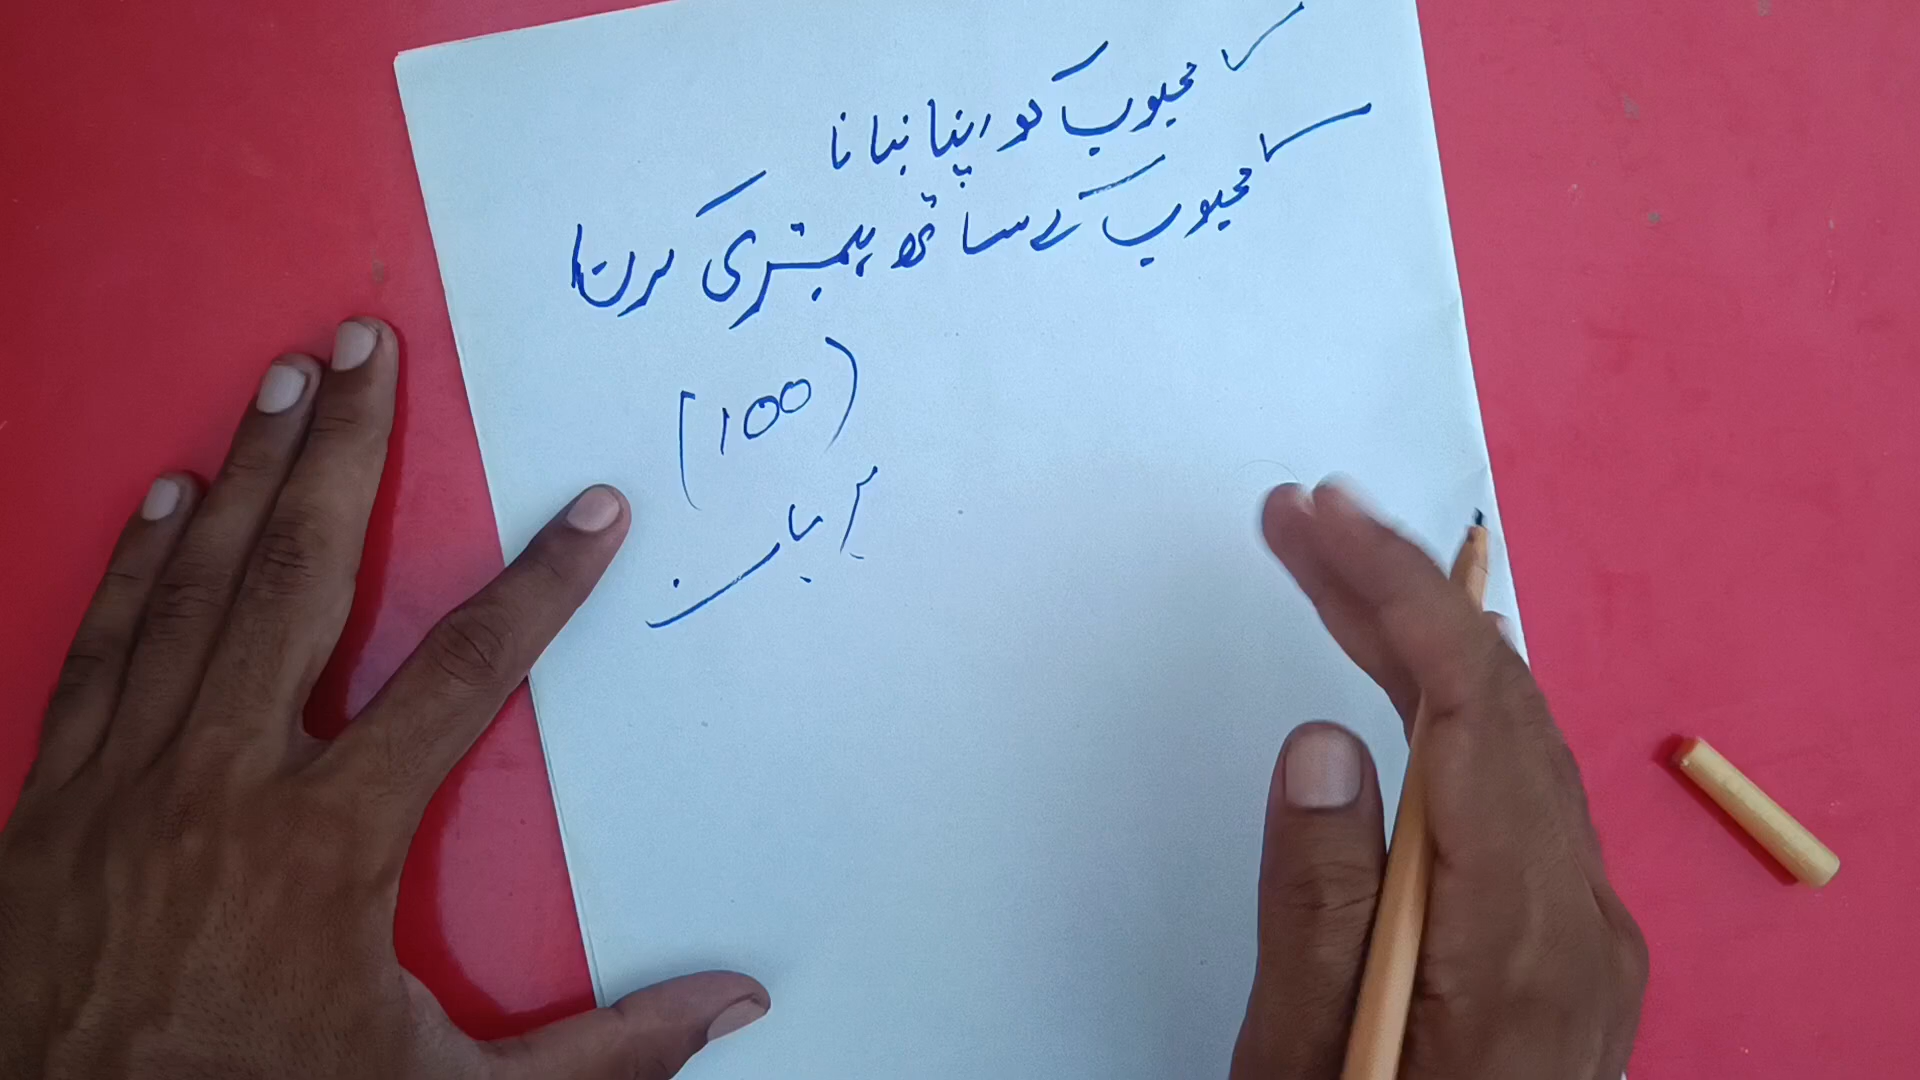 محبوب کو اپنا بنانا
محبوب کے ساتھ ہمبستری کرنا
(100)